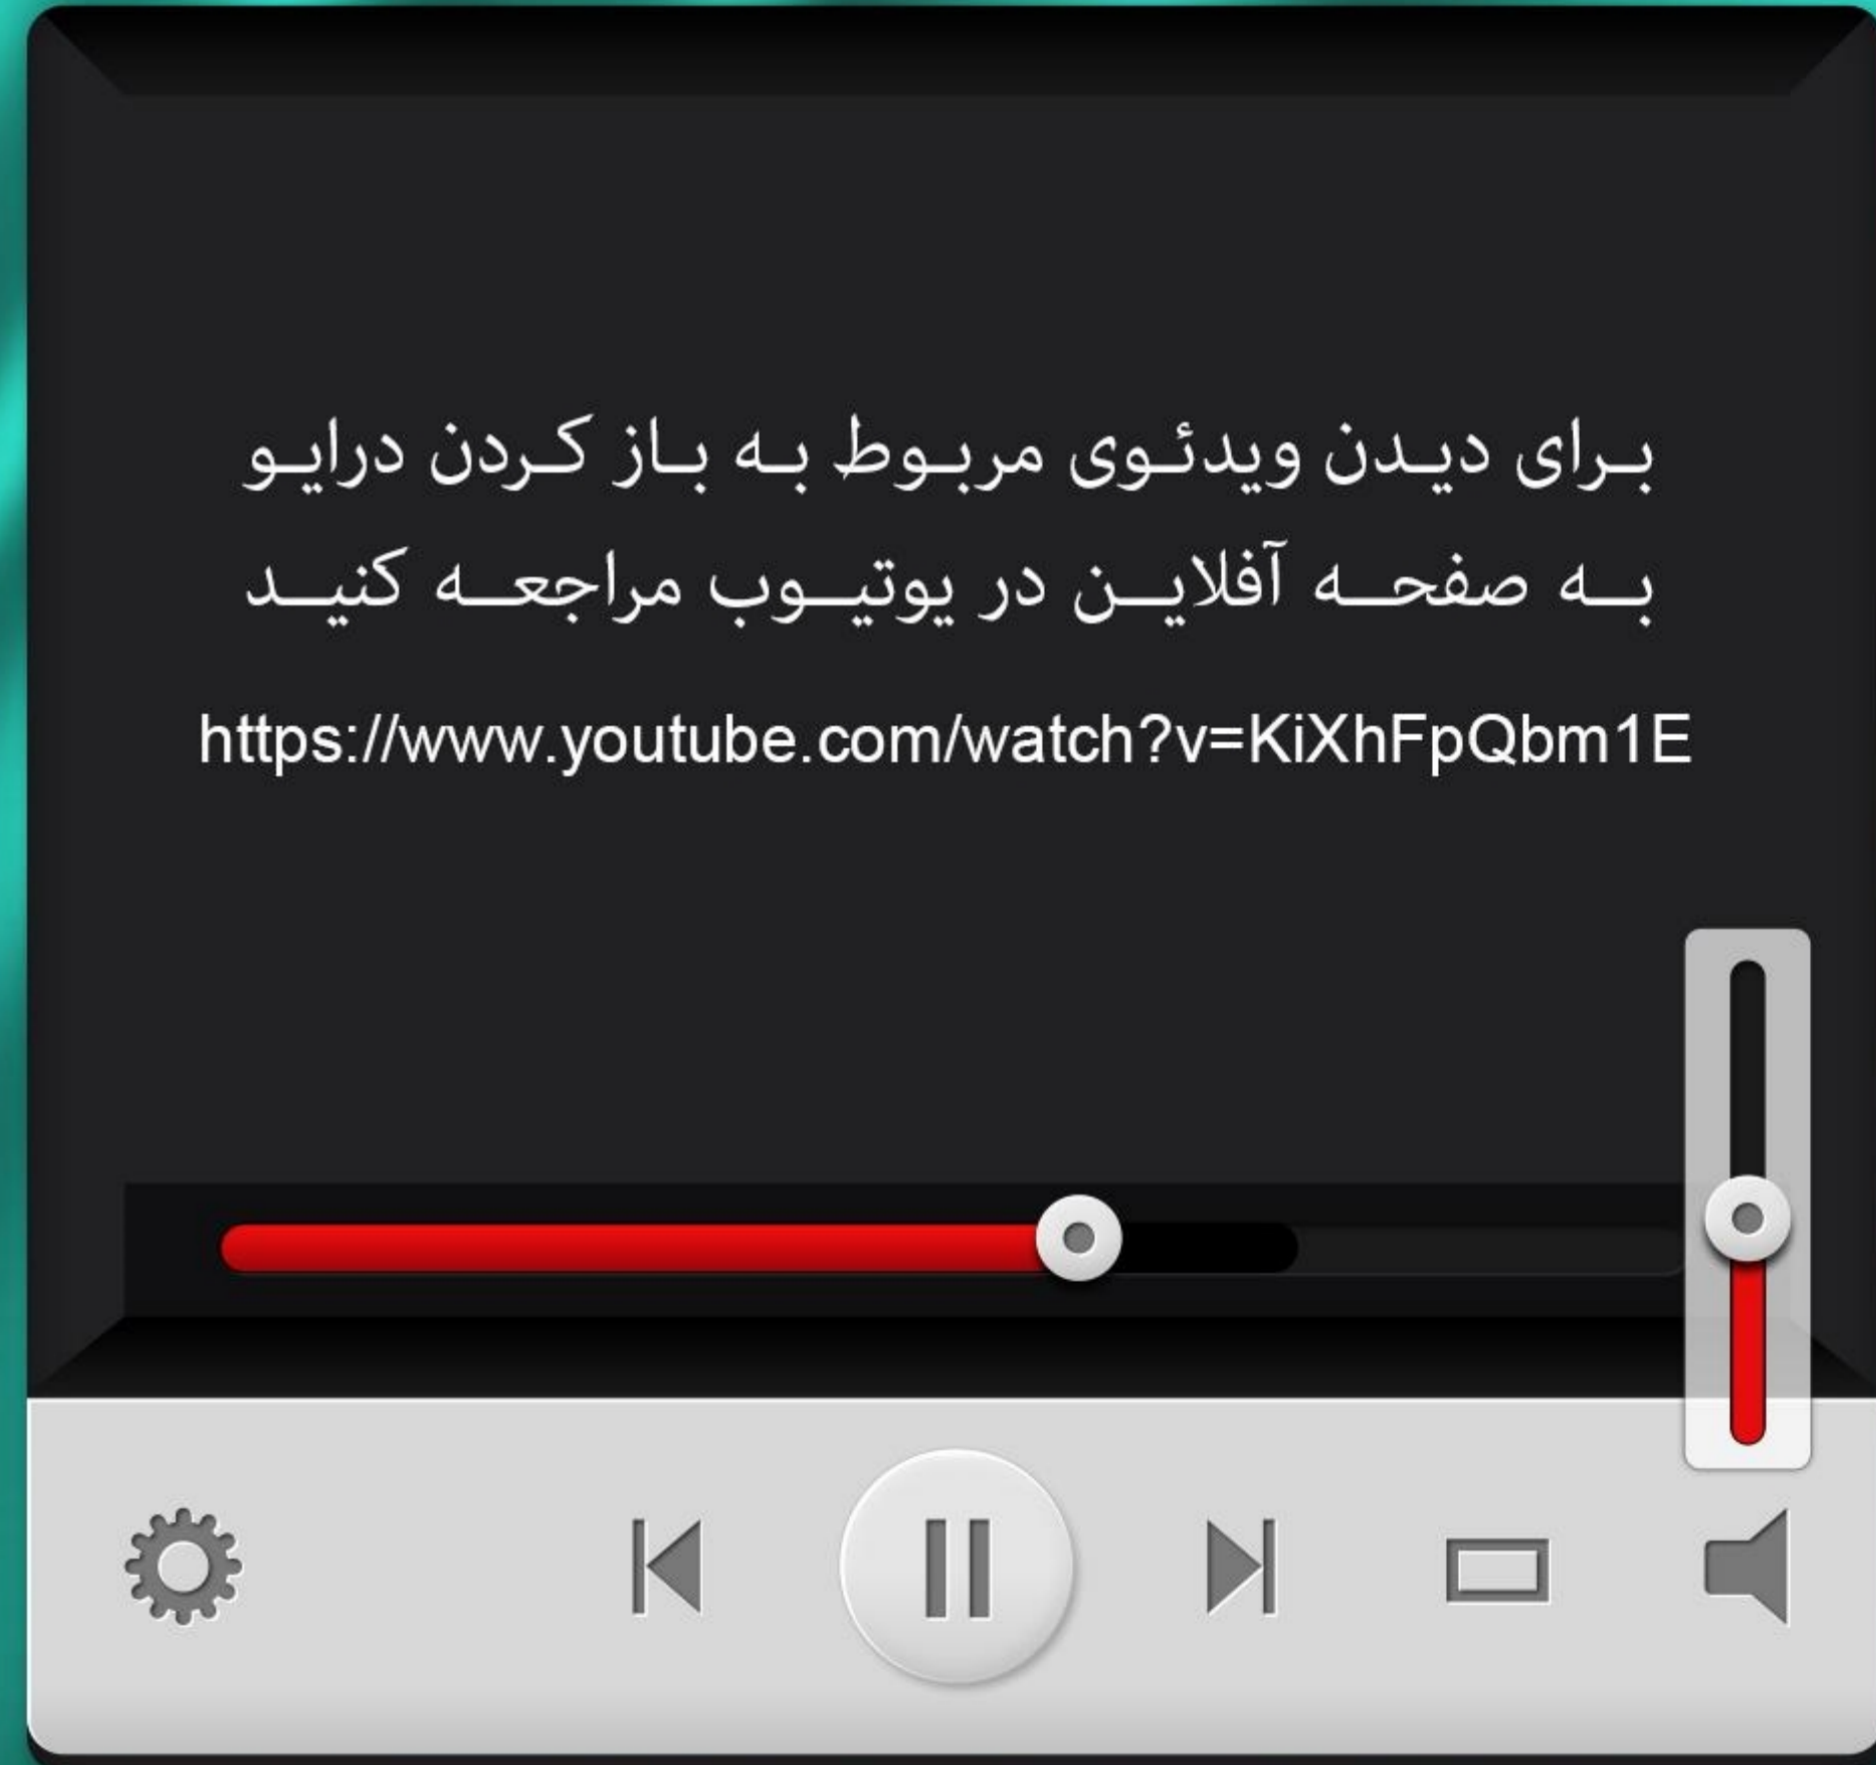 برای دیدن ویدئوی مربوط به باز کردن درایو
به صفحه آفلاین در یوتیوب مراجعه کنید
https://www.youtube.com/watch?v=KiXhFpQbm1E